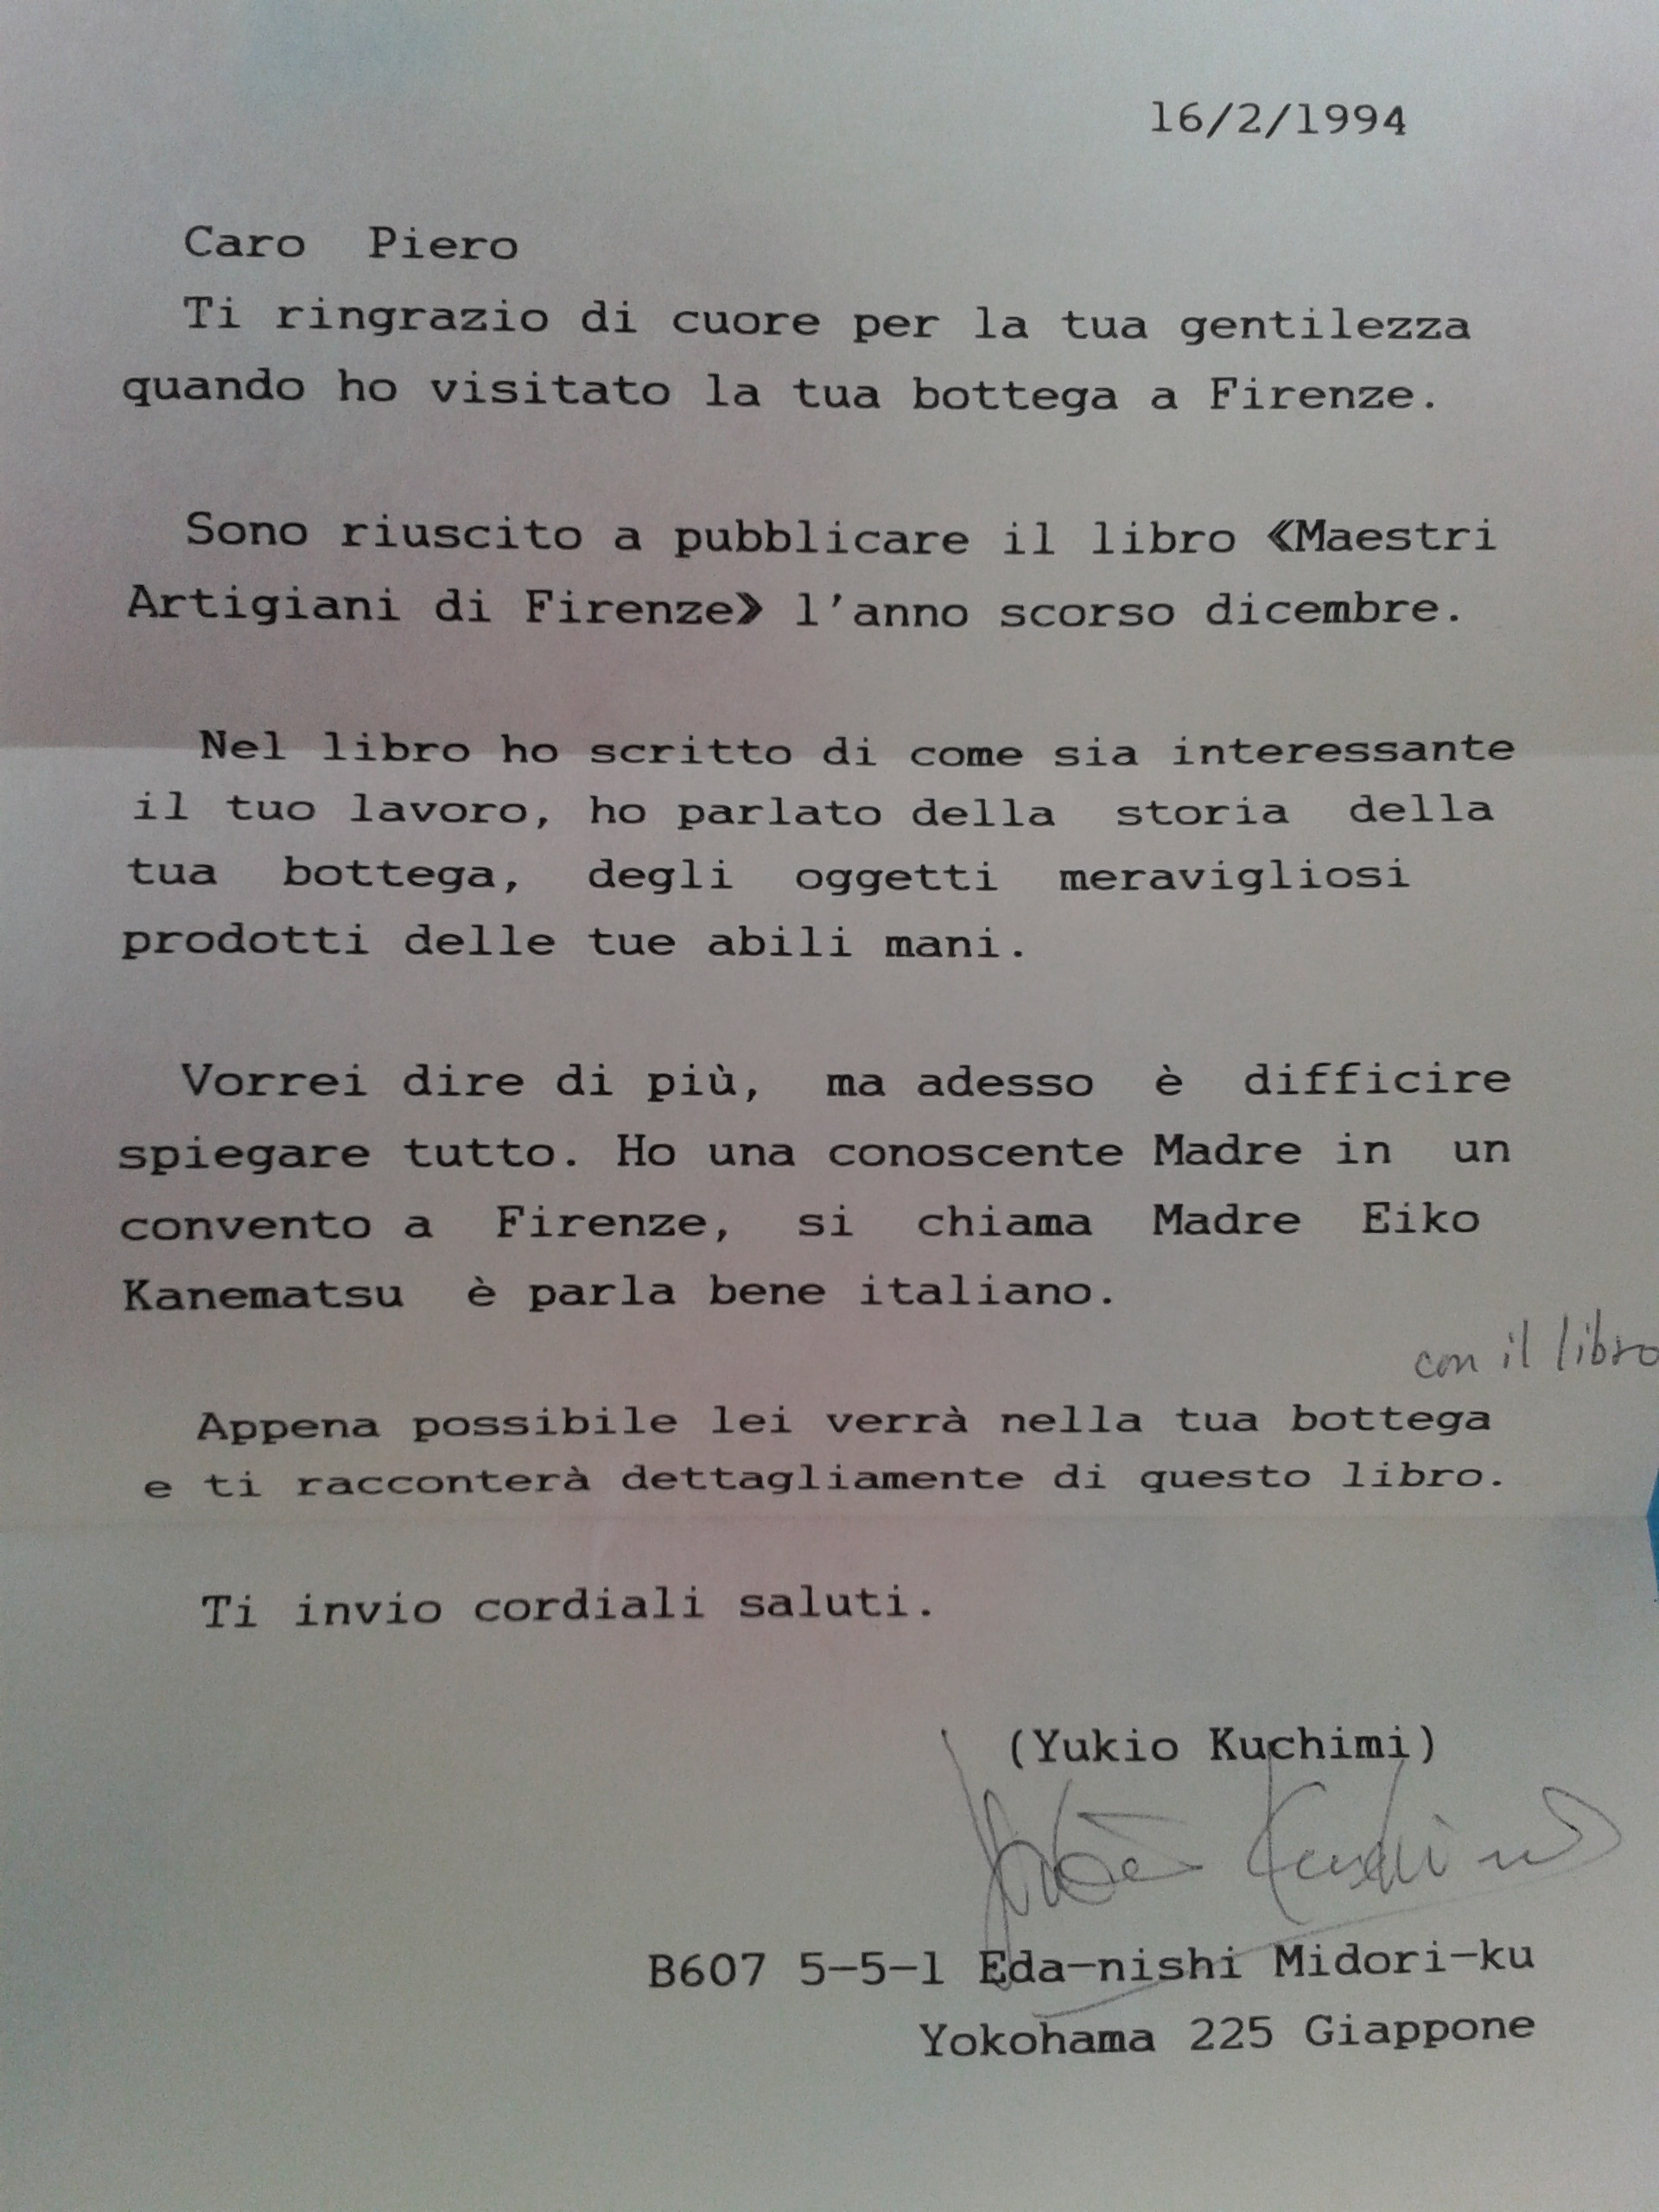 16/2/1994
Caro Piero
Ti ringrazio di cuore per la tua gentilezza
quando ho visitato la tua bottega a Firenze.
Sono riuscito a pubblicare il libro《Maestri
Artigiani di Firenze》l'anno scorso dicembre.
Nel libro ho scritto di come sia interessante
il tuo lavoro, ho parlato della storia della
tua bottega, degli oggetti meravigliosi
prodotti delle tue abili mani.
Vorrei dire di più, ma adesso è difficire
spiegare tutto. Ho una conoscente Madre in un
convento a Firenze, si chiama Madre Eiko
Kanematsu è parla bene italiano.
con il libro
Appena possibile lei verrà nella tua bottega
e ti racconterà dettagliamente di questo libro.
Ti invio cordiali saluti.
(Yukio Kuchimi)
B607 5-5-1 Eda-nishi Midori-ku
Yokohama 225 Giappone